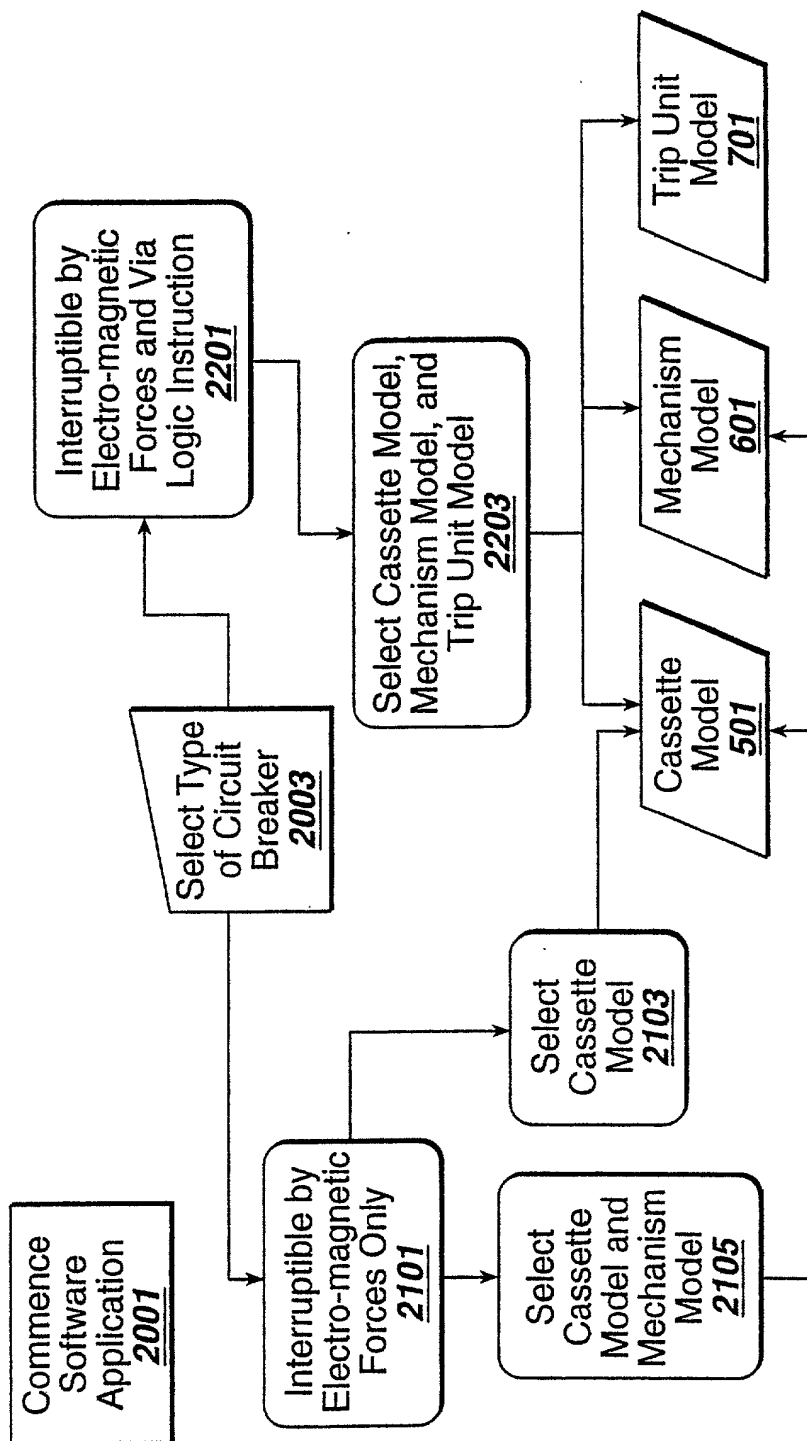 Commence
Software
Application
2001
Select Type
of Circuit
Breaker
2003
Interruptible by
Electro-magnetic
Forces Only
2101
Interruptible by
Electro-magnetic
Forces and Via
Logic Instruction
2201
Select
Cassette
Model and
Mechanism
Model
2105
Select
Cassette
Model
2103
Select Cassette Model,
Mechanism Model, and
Trip Unit Model
2203
Cassette
Model
501
Mechanism
Model
601
Trip Unit
Model
701